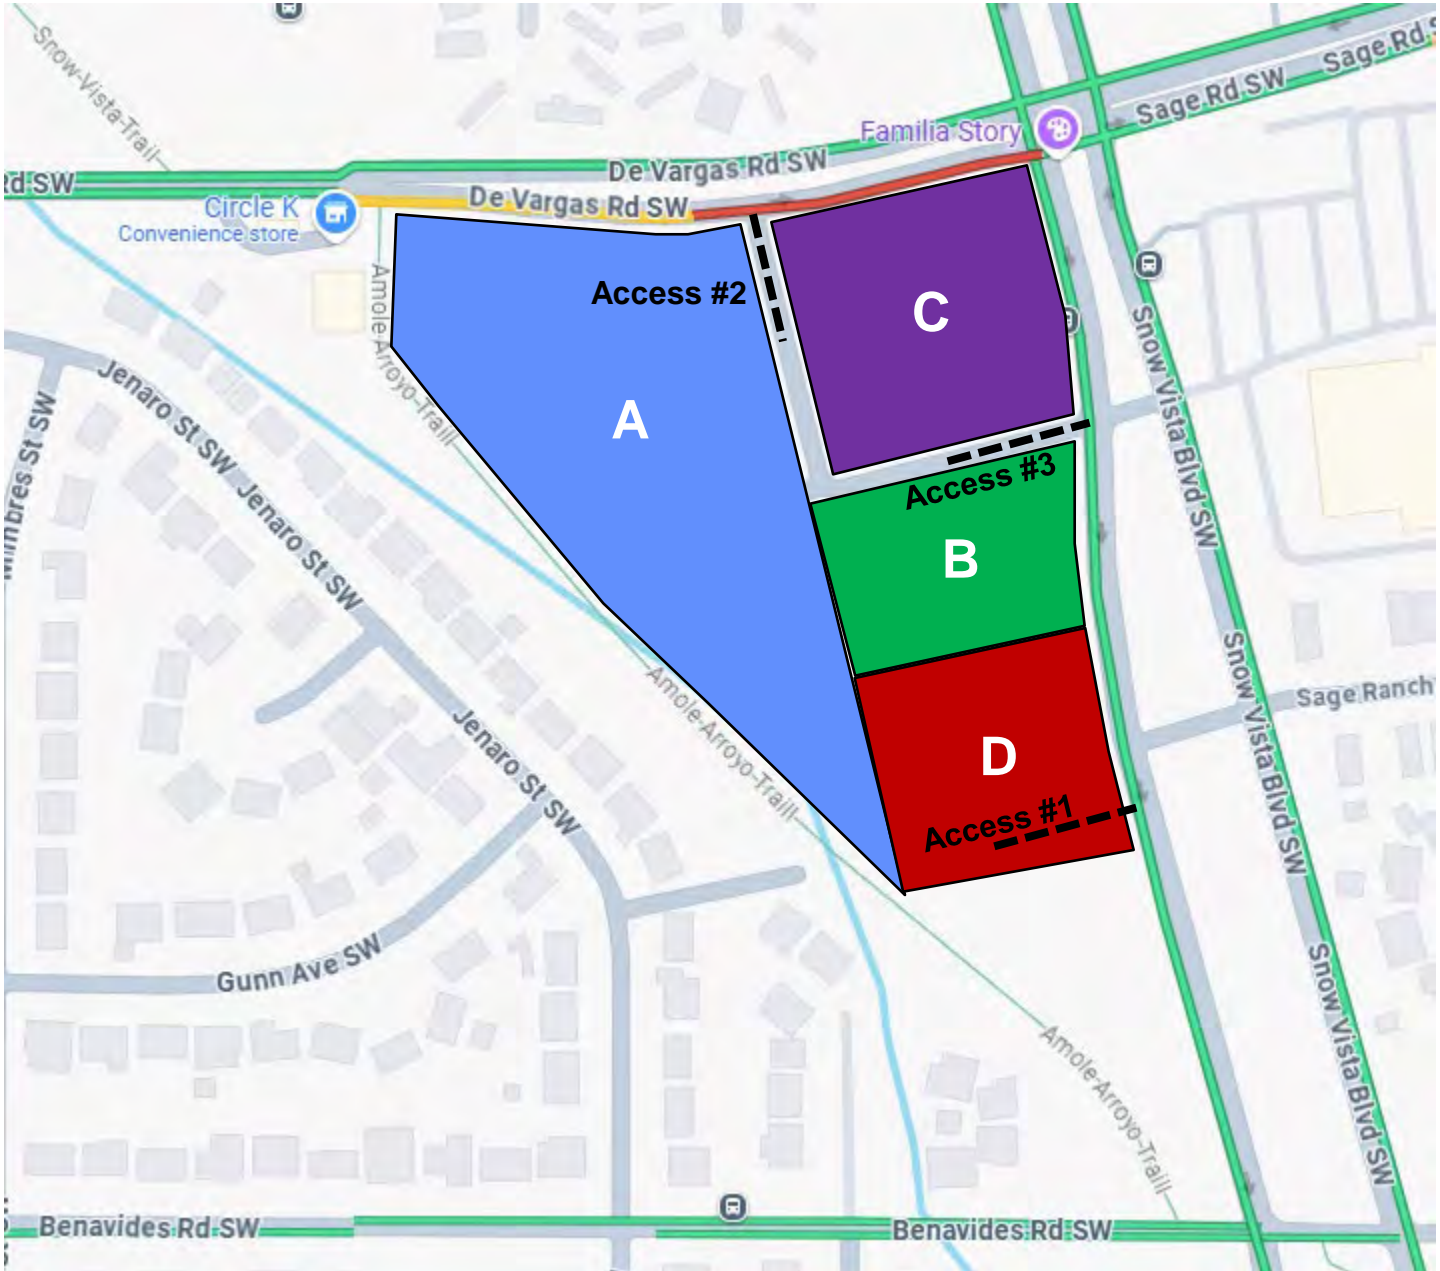 Snow-Vista-Trail
Sage Rd S
Sage Rd SW
Familia Story
De Vargas Rd SW
Rd SW
De Vargas Rd SW
Circle K
Convenience store
Access #2
C
Amole-Arroyo-Traill
A
Snow Vista Blvd SW
Jenaro St SW
Jenaro St SW
Access #3
B
Snow Vista Blvd SW
Sage Ranch
Amole-Arroyo-Traill
Jenaro St SW
D
Access #1
Gunn Ave SW
Snow Vista Blvd SW
Amole-Arroyo-Traill
Benavides Rd SW
Benavides Rd SW